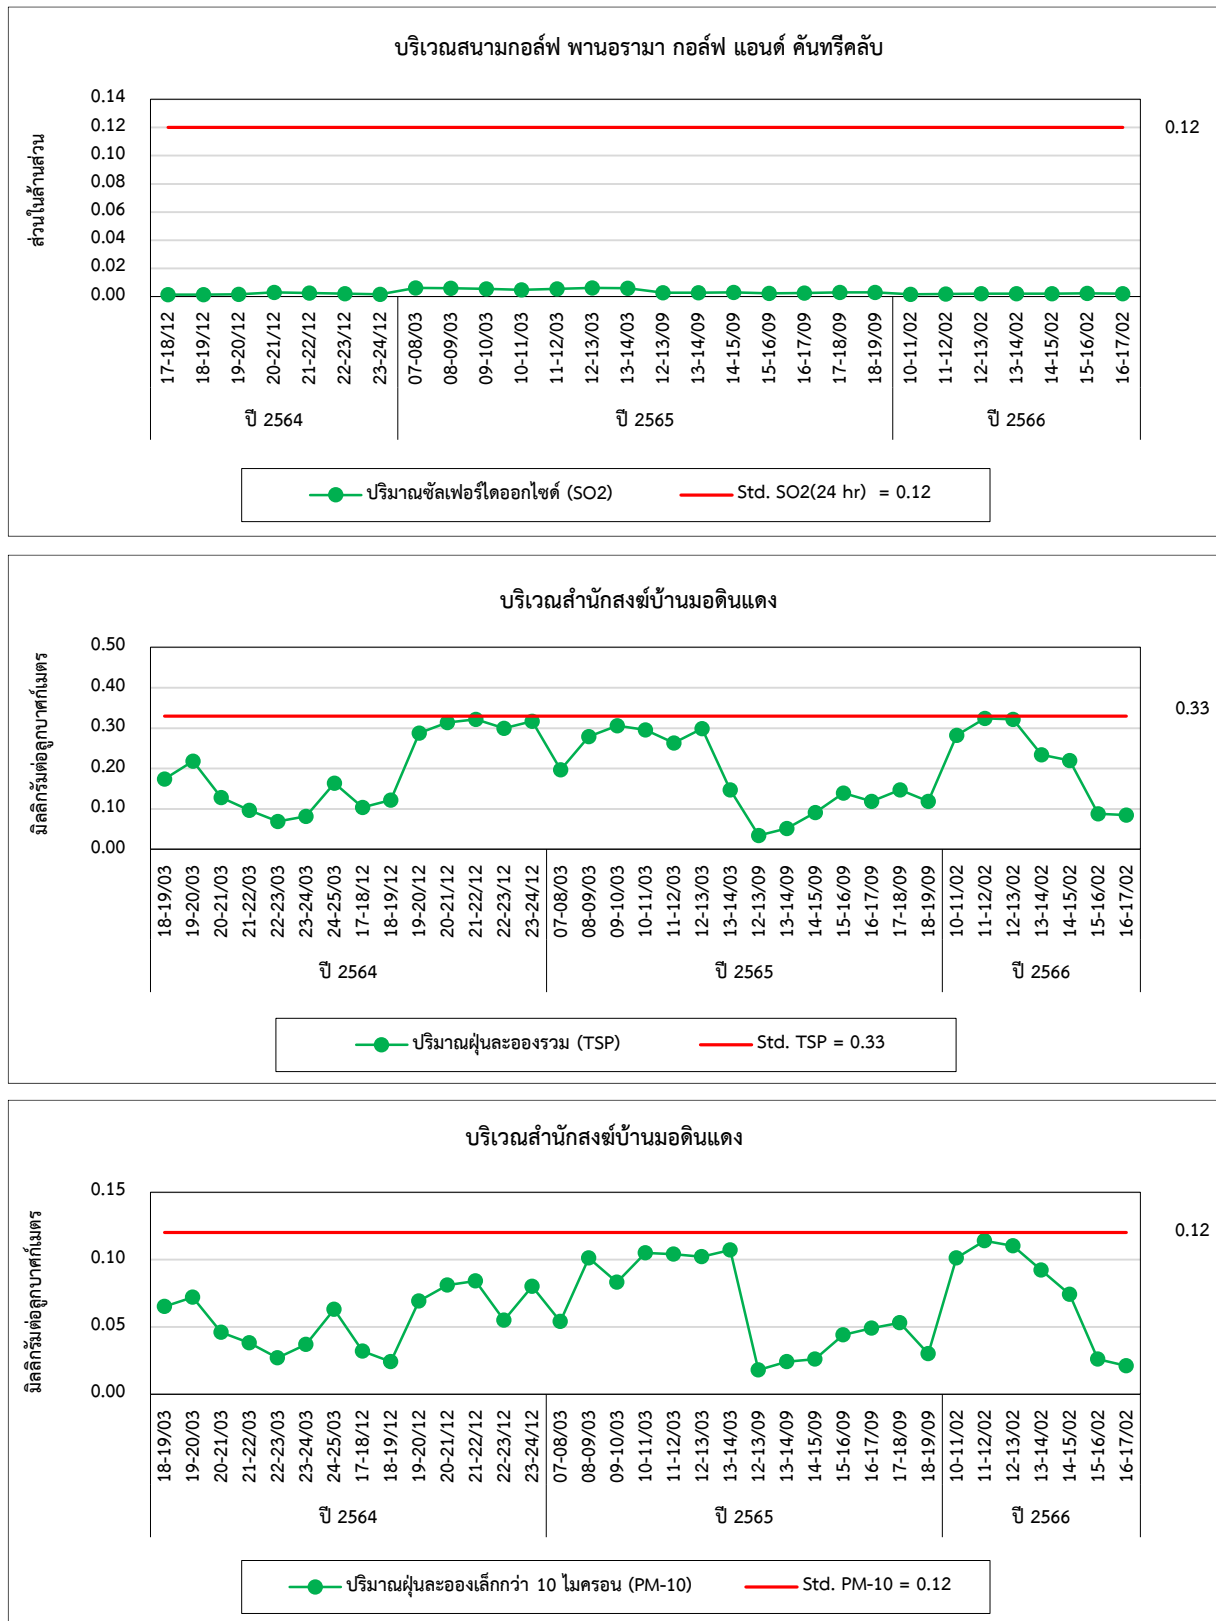 บริเวณสนามกอล์ฟ พานอรามา กอล์ฟ แอนด์ คันทรีคลับ
ส่วนในล้านส่วน
0.14
0.12
0.10
0.08
0.06
0.04
0.02
0.00
0.12
17-18/12 18-19/12 19-20/12 20-21/12 21-22/12 22-23/12 23-24/12 07-08/03 08-09/03 09-10/03 10-11/03 11-12/03 12-13/03 13-14/03 12-13/09 13-14/09 14-15/09 15-16/09 16-17/09 17-18/09 18-19/09 10-11/02 11-12/02 12-13/02 13-14/02 14-15/02 15-16/02 16-17/02
ปี 2564 ปี 2565 ปี 2566
ปริมาณซัลเฟอร์ไดออกไซด์ (SO2) Std. SO2(24 hr) = 0.12
บริเวณสำนักสงฆ์บ้านมอดินแดง
มิลลิกรัมต่อลูกบาศก์เมตร
0.50
0.40
0.30
0.20
0.10
0.00
0.33
18-19/03 19-20/03 20-21/03 21-22/03 22-23/03 23-24/03 24-25/03 17-18/12 18-19/12 19-20/12 20-21/12 21-22/12 22-23/12 23-24/12 07-08/03 08-09/03 09-10/03 10-11/03 11-12/03 12-13/03 13-14/03 12-13/09 13-14/09 14-15/09 15-16/09 16-17/09 17-18/09 18-19/09 10-11/02 11-12/02 12-13/02 13-14/02 14-15/02 15-16/02 16-17/02
ปี 2564 ปี 2565 ปี 2566
ปริมาณฝุ่นละอองรวม (TSP) Std. TSP = 0.33
บริเวณสำนักสงฆ์บ้านมอดินแดง
มิลลิกรัมต่อลูกบาศก์เมตร
0.15
0.10
0.05
0.00
0.12
18-19/03 19-20/03 20-21/03 21-22/03 22-23/03 23-24/03 24-25/03 17-18/12 18-19/12 19-20/12 20-21/12 21-22/12 22-23/12 23-24/12 07-08/03 08-09/03 09-10/03 10-11/03 11-12/03 12-13/03 13-14/03 12-13/09 13-14/09 14-15/09 15-16/09 16-17/09 17-18/09 18-19/09 10-11/02 11-12/02 12-13/02 13-14/02 14-15/02 15-16/02 16-17/02
ปี 2564 ปี 2565 ปี 2566
ปริมาณฝุ่นละอองเล็กกว่า 10 ไมครอน (PM-10) Std. PM-10 = 0.12